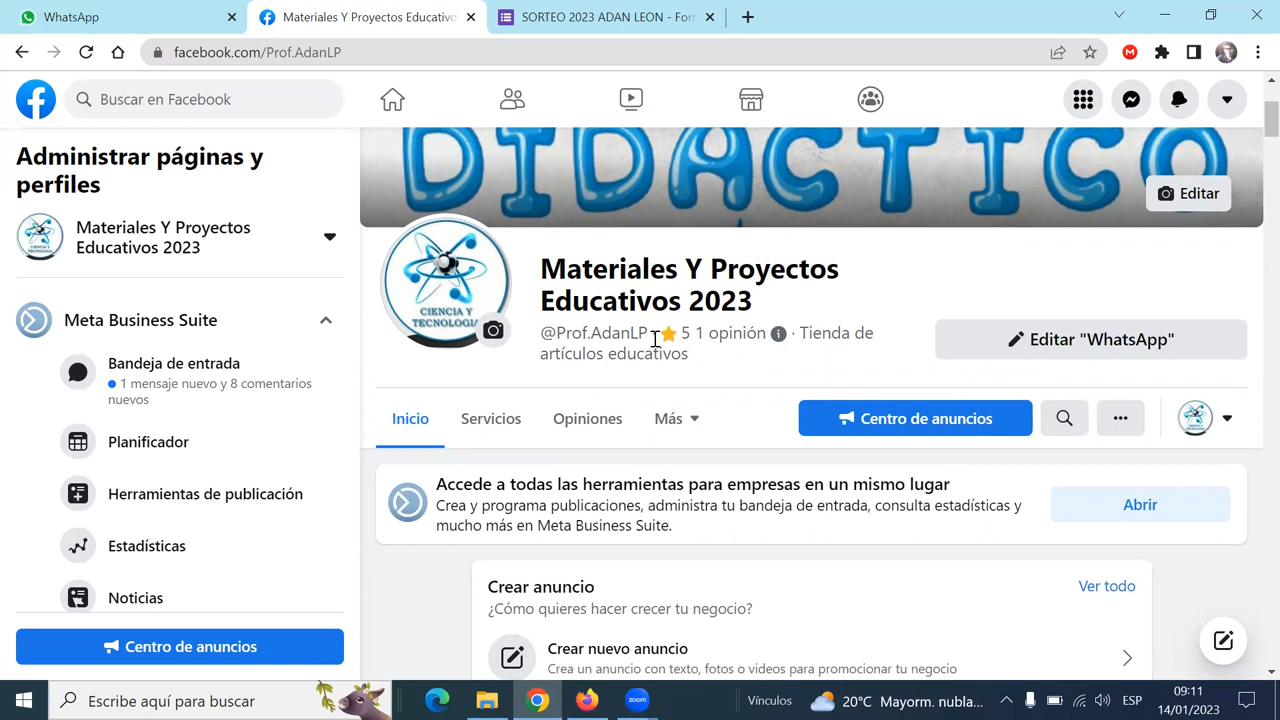 WhatsApp
Materiales Y Proyectos Educativo
SORTEO 2023 ADAN LEON - For
facebook.com/Prof.AdanLP
Buscar en Facebook
Administrar páginas y
perfiles
Materiales Y Proyectos
Educativos 2023
Meta Business Suite
Bandeja de entrada
1 mensaje nuevo y 8 comentarios
nuevos
Planificador
Herramientas de publicación
Estadísticas
Noticias
Centro de anuncios
DIDACTICO
Editar
CIENCIA Y
TECNOLOGIA
Materiales Y Proyectos
Educativos 2023
@Prof.AdanLP · 5 1 opinión · Tienda de
artículos educativos
Editar "WhatsApp"
Inicio
Servicios
Opiniones
Más
Centro de anuncios
Accede a todas las herramientas para empresas en un mismo lugar
Crea y programa publicaciones, administra tu bandeja de entrada, consulta estadísticas y
mucho más en Meta Business Suite.
Abrir
Crear anuncio
Ver todo
¿Cómo quieres hacer crecer tu negocio?
Crear nuevo anuncio
Crea un anuncio con texto, fotos o videos para promocionar tu negocio
Escribe aquí para buscar
zoom
Vínculos
20°C Mayorm. nubla...
ESP
09:11
14/01/2023